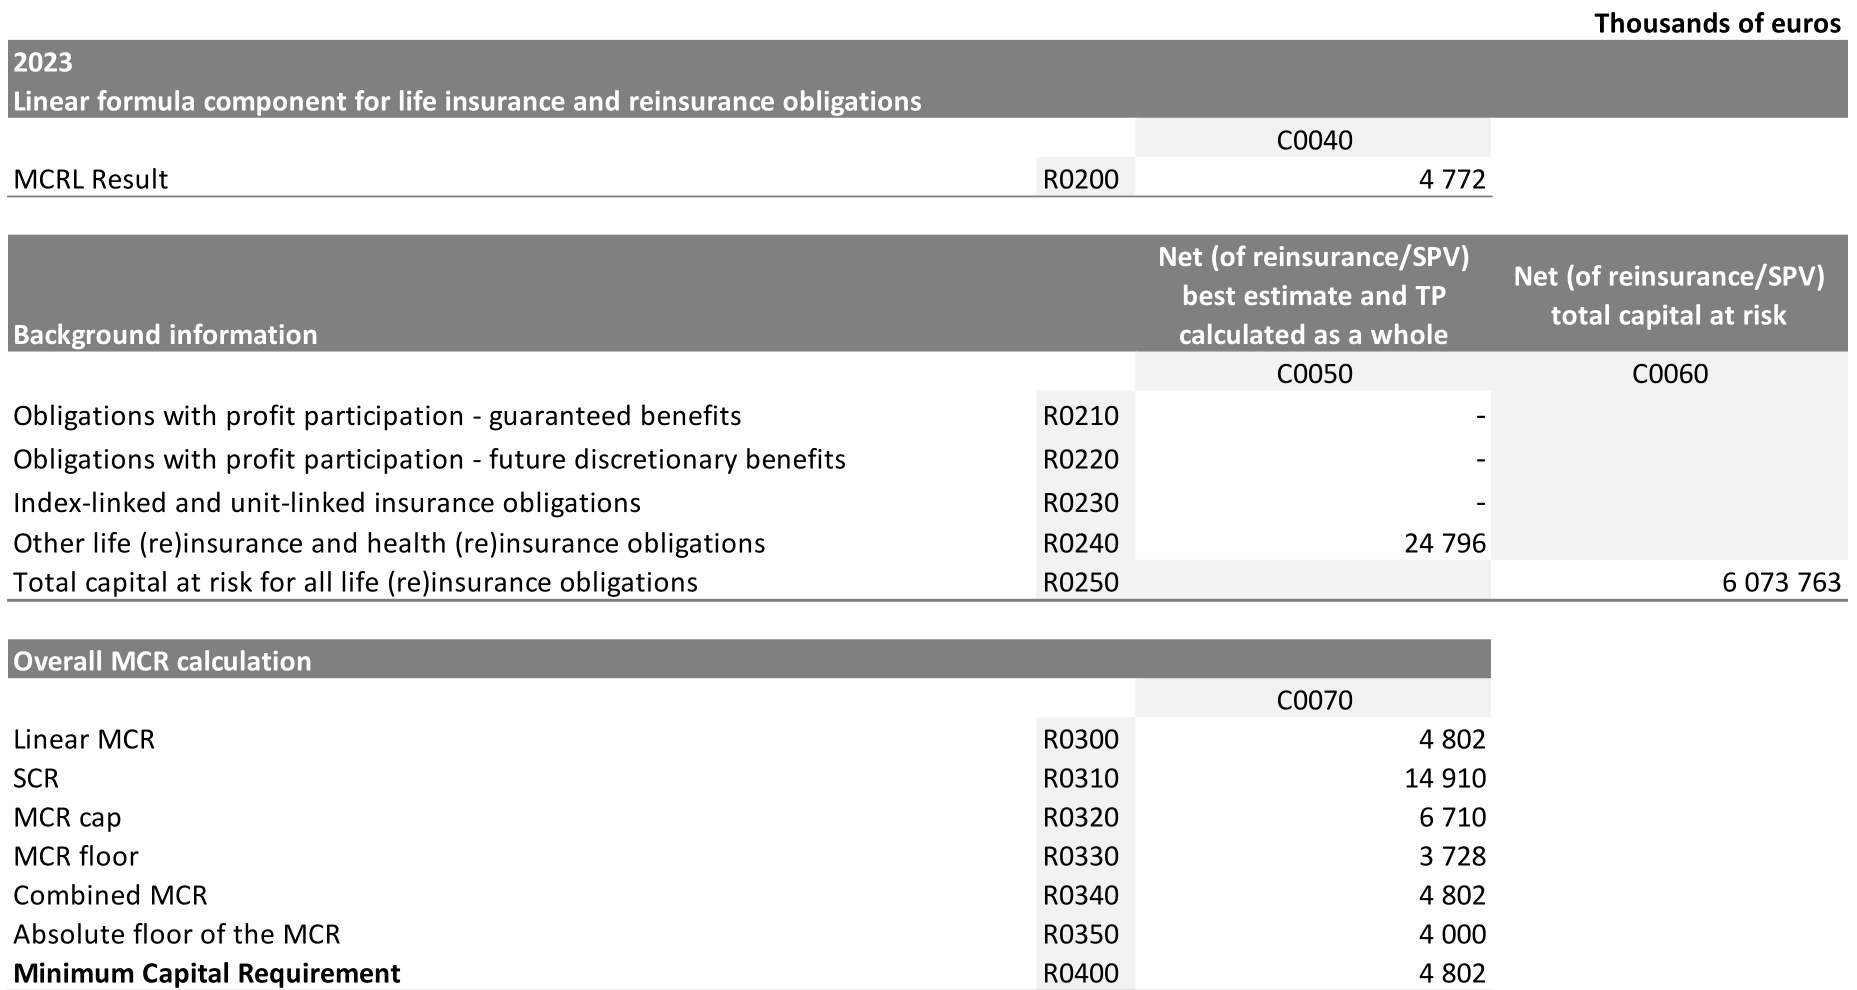 Thousands of euros
2023
Linear formula component for life insurance and reinsurance obligations
C0040
MCRL Result R0200 4 772
Net (of reinsurance/SPV)
best estimate and TP
calculated as a whole
Net (of reinsurance/SPV)
total capital at risk
Background information
C0050 C0060
Obligations with profit participation - guaranteed benefits R0210 -
Obligations with profit participation - future discretionary benefits R0220 -
Index-linked and unit-linked insurance obligations R0230 -
Other life (re)insurance and health (re)insurance obligations R0240 24 796
Total capital at risk for all life (re)insurance obligations R0250 6 073 763
Overall MCR calculation
C0070
Linear MCR R0300 4 802
SCR R0310 14 910
MCR cap R0320 6 710
MCR floor R0330 3 728
Combined MCR R0340 4 802
Absolute floor of the MCR R0350 4 000
Minimum Capital Requirement R0400 4 802